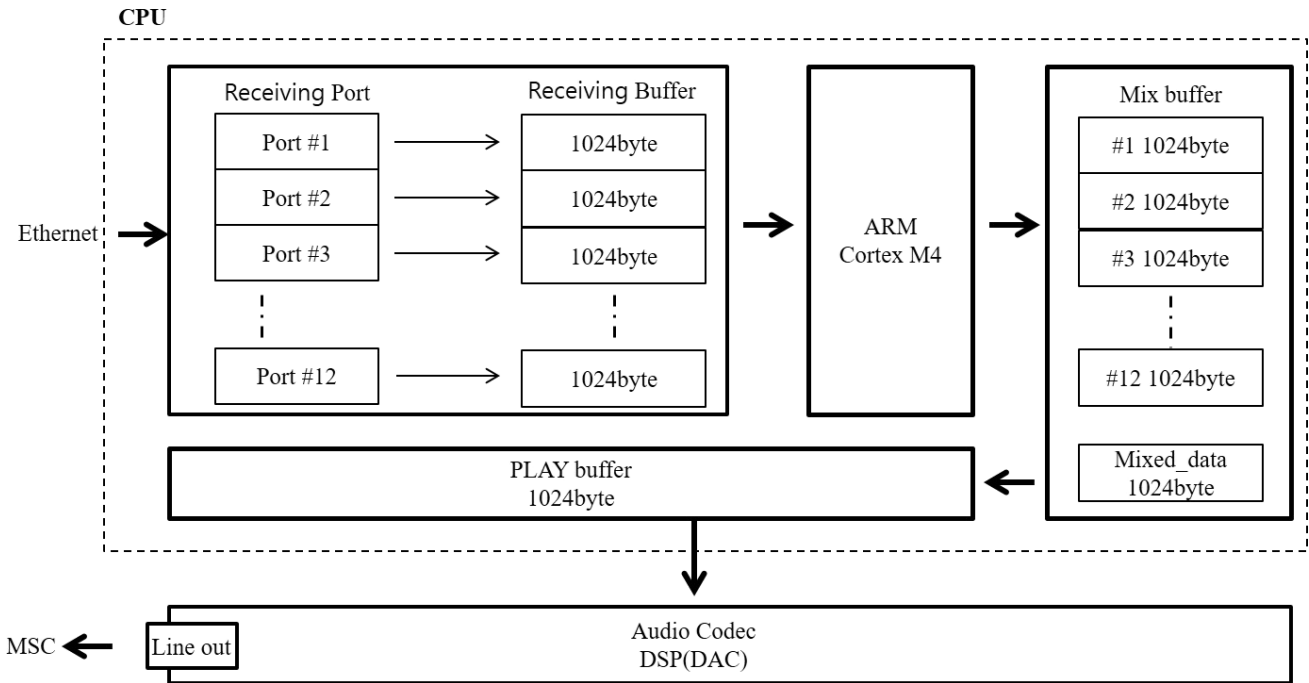 CPU
Receiving Port
Receiving Buffer
Mix buffer
Port #1
1024byte
#1 1024byte
Port #2
1024byte
#2 1024byte
Ethernet
Port #3
1024byte
ARM
Cortex M4
#3 1024byte
Port #12
1024byte
#12 1024byte
PLAY buffer
1024byte
Mixed_data
1024byte
MSC
Line out
Audio Codec
DSP(DAC)